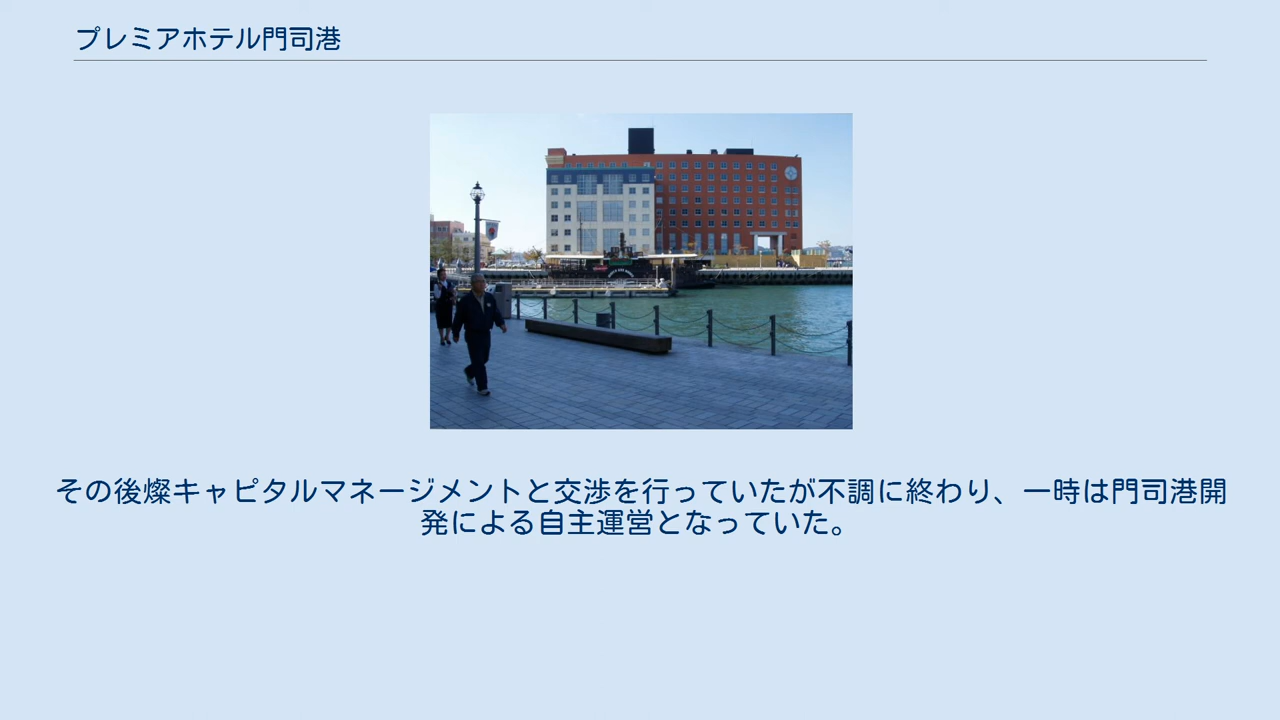 プレミアホテル門司港
その後燦キャピタルマネージメントと交渉を行っていたが不調に終わり、一時は門司港開
発による自主運営となっていた。